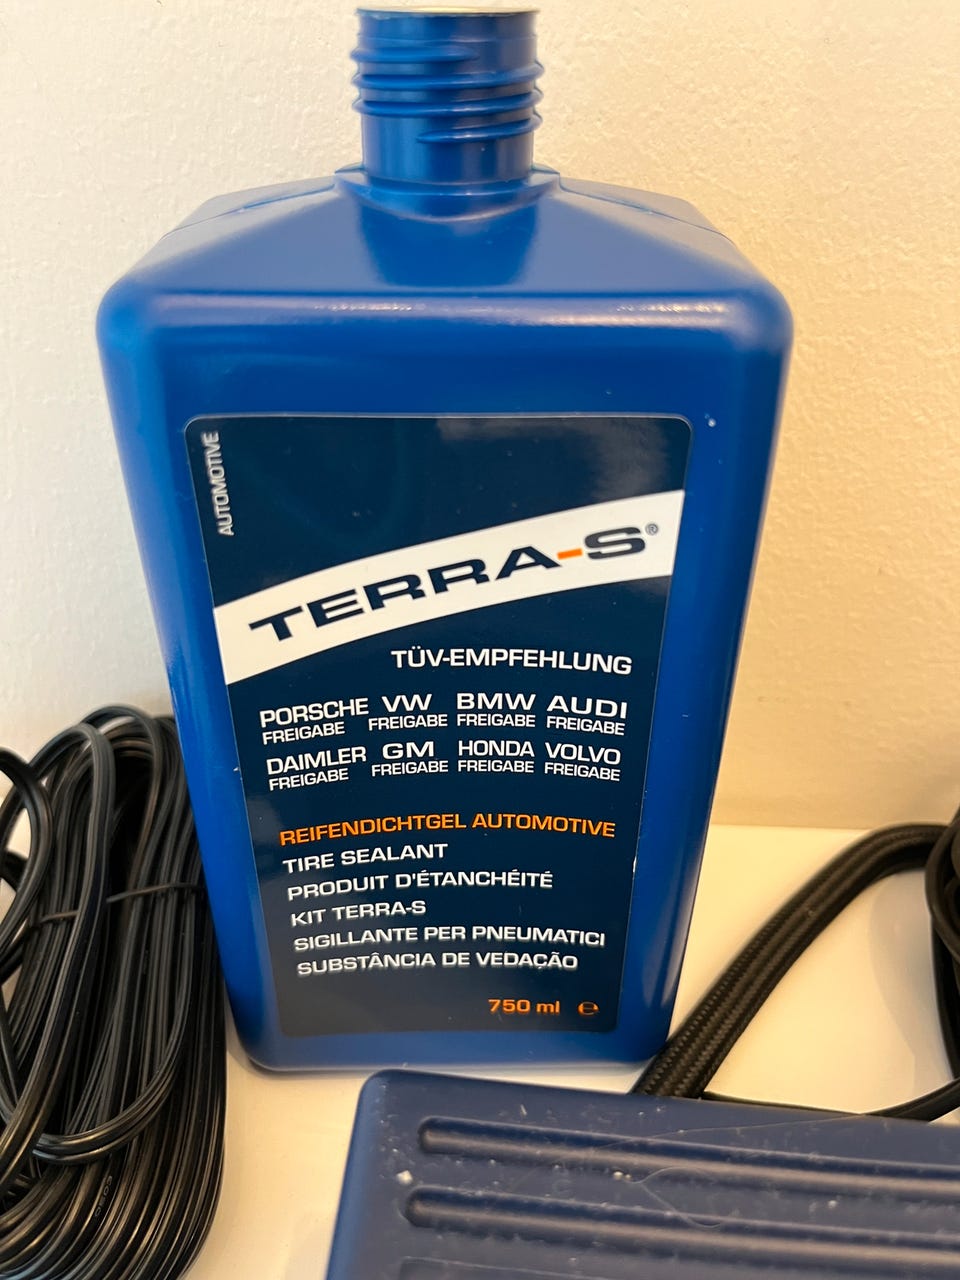 AUTOMOTIVE
TERRA-S®
TÜV-EMPFEHLUNG
PORSCHE VW BMW AUDI
FREIGABE FREIGABE FREIGABE FREIGABE
DAIMLER GM HONDA VOLVO
FREIGABE FREIGABE FREIGABE FREIGABE
REIFENDICHTGEL AUTOMOTIVE
TIRE SEALANT
PRODUIT D'ÉTANCHÉITÉ
KIT TERRA-S
SIGILLANTE PER PNEUMATICI
SUBSTÂNCIA DE VEDAÇÃO
750 ml ℮